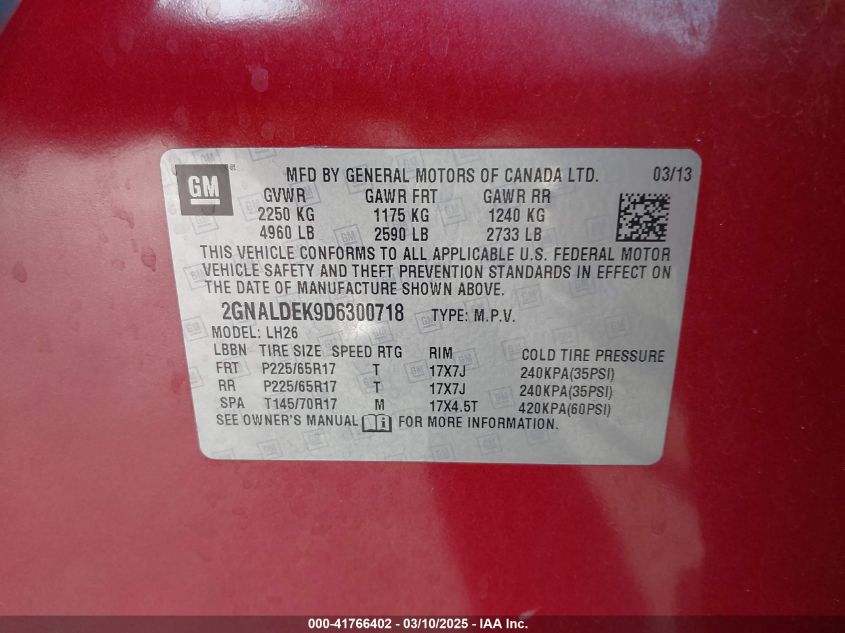 GM
MFD BY GENERAL MOTORS OF CANADA LTD. 03/13
GVWR GAWR FRT GAWR RR
2250 KG 1175 KG 1240 KG
4960 LB 2590 LB 2733 LB
THIS VEHICLE CONFORMS TO ALL APPLICABLE U.S. FEDERAL MOTOR
VEHICLE SAFETY AND THEFT PREVENTION STANDARDS IN EFFECT ON
THE DATE OF MANUFACTURE SHOWN ABOVE.
2GNALDEK9D6300718 TYPE: M.P.V.
MODEL: LH26
LBBN TIRE SIZE SPEED RTG RIM COLD TIRE PRESSURE
FRT P225/65R17 T 17X7J 240KPA(35PSI)
RR P225/65R17 T 17X7J 240KPA(35PSI)
SPA T145/70R17 M 17X4.5T 420KPA(60PSI)
SEE OWNER'S MANUAL FOR MORE INFORMATION.
000-41766402 - 03/10/2025 - IAA Inc.